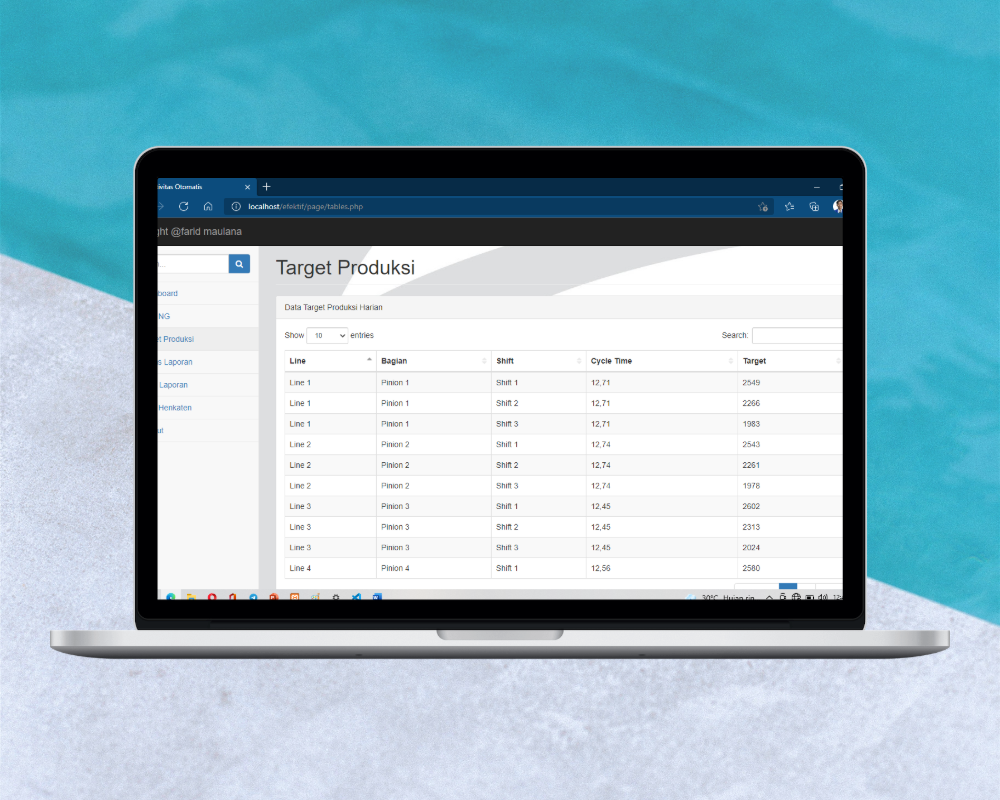 ivitas Otomatis
localhost/efektif/page/tables.php
ght @farid maulana
Target Produksi
board
NG
t Produksi
s Laporan
Laporan
Henkaten
ut
Data Target Produksi Harian
Show 10 entries Search:
Line Bagian Shift Cycle Time Target
Line 1 Pinion 1 Shift 1 12,71 2549
Line 1 Pinion 1 Shift 2 12,71 2266
Line 1 Pinion 1 Shift 3 12,71 1983
Line 2 Pinion 2 Shift 1 12,74 2543
Line 2 Pinion 2 Shift 2 12,74 2261
Line 2 Pinion 2 Shift 3 12,74 1978
Line 3 Pinion 3 Shift 1 12,45 2602
Line 3 Pinion 3 Shift 2 12,45 2313
Line 3 Pinion 3 Shift 3 12,45 2024
Line 4 Pinion 4 Shift 1 12,56 2580
30°C Hujan rin